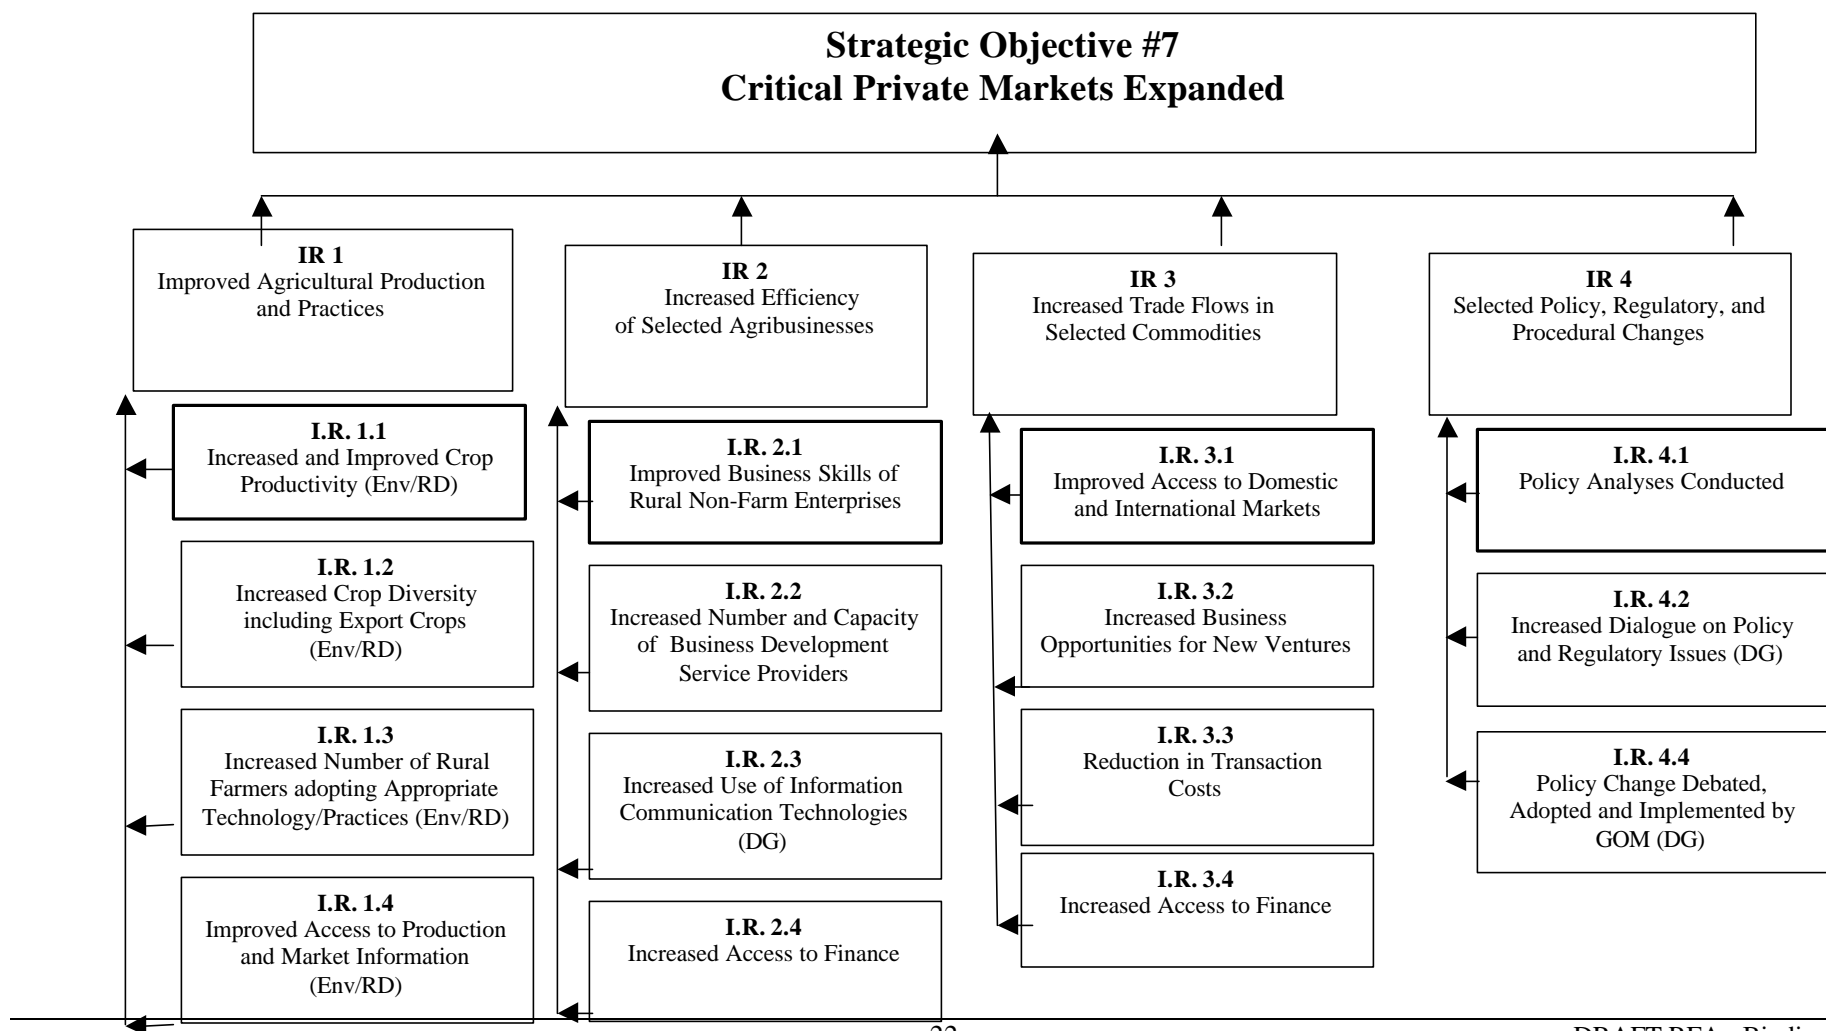 Strategic Objective #7
Critical Private Markets Expanded
IR 1
Improved Agricultural Production
and Practices
I.R. 1.1
Increased and Improved Crop
Productivity (Env/RD)
I.R. 1.2
Increased Crop Diversity
including Export Crops
(Env/RD)
I.R. 1.3
Increased Number of Rural
Farmers adopting Appropriate
Technology/Practices (Env/RD)
I.R. 1.4
Improved Access to Production
and Market Information
(Env/RD)
IR 2
Increased Efficiency
of Selected Agribusinesses
I.R. 2.1
Improved Business Skills of
Rural Non-Farm Enterprises
I.R. 2.2
Increased Number and Capacity
of Business Development
Service Providers
I.R. 2.3
Increased Use of Information
Communication Technologies
(DG)
I.R. 2.4
Increased Access to Finance
IR 3
Increased Trade Flows in
Selected Commodities
I.R. 3.1
Improved Access to Domestic
and International Markets
I.R. 3.2
Increased Business
Opportunities for New Ventures
I.R. 3.3
Reduction in Transaction
Costs
I.R. 3.4
Increased Access to Finance
IR 4
Selected Policy, Regulatory, and
Procedural Changes
I.R. 4.1
Policy Analyses Conducted
I.R. 4.2
Increased Dialogue on Policy
and Regulatory Issues (DG)
I.R. 4.4
Policy Change Debated,
Adopted and Implemented by
GOM (DG)
22
DRAFT